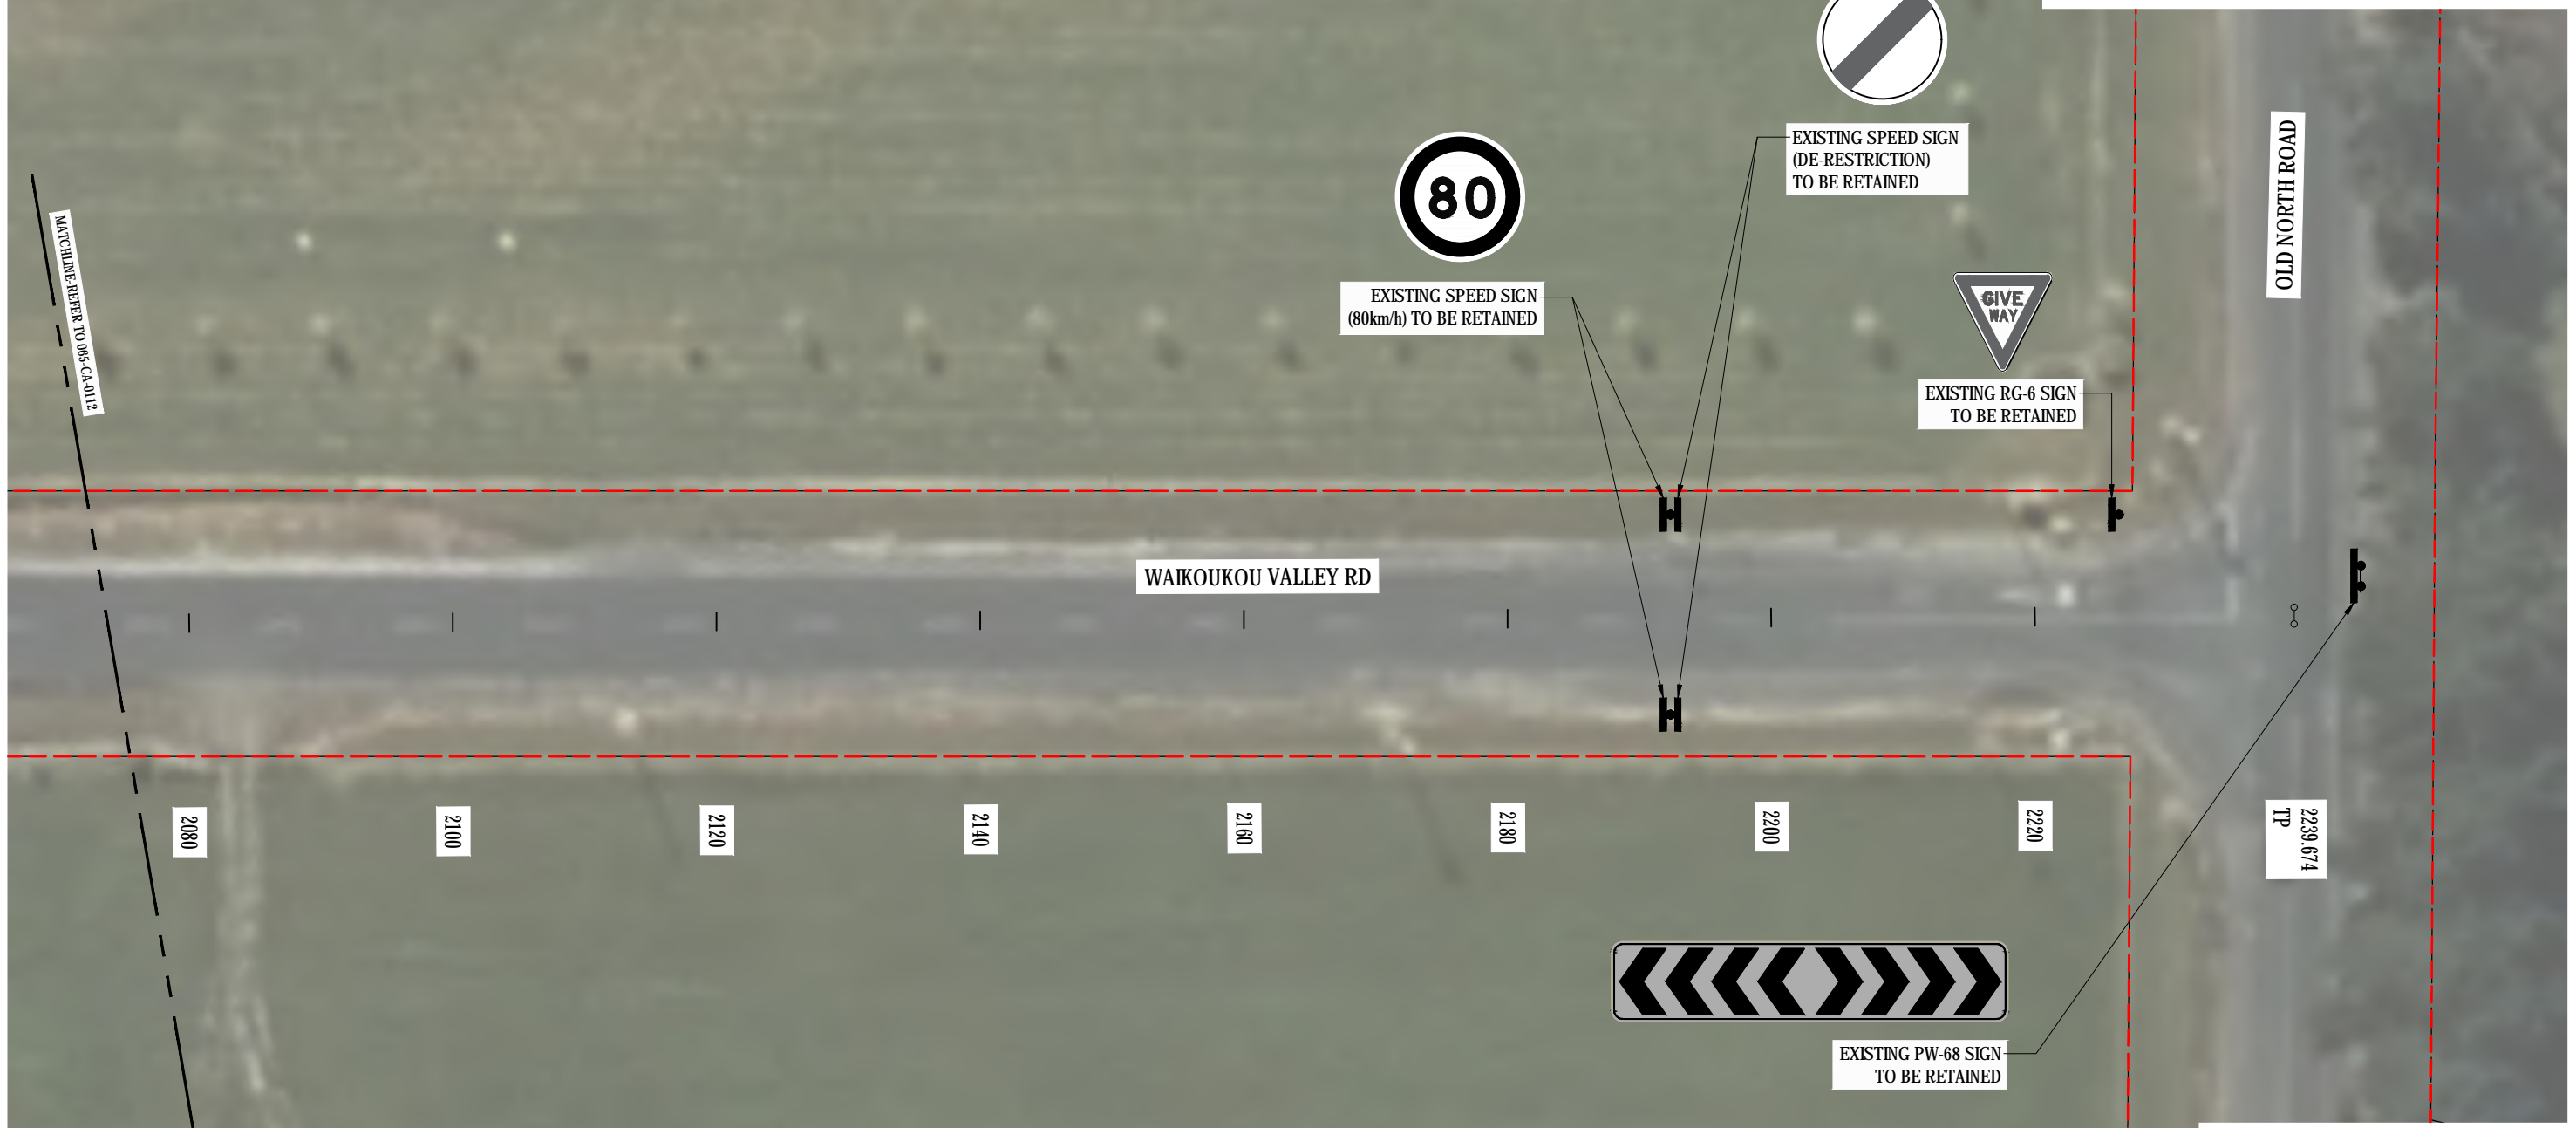 80
EXISTING SPEED SIGN
(DE-RESTRICTION)
TO BE RETAINED
OLD NORTH ROAD
MATCHLINE-REFER TO 065-CA-0112
EXISTING SPEED SIGN
(80km/h) TO BE RETAINED
GIVE
WAY
EXISTING RG-6 SIGN
TO BE RETAINED
WAIKOUKOU VALLEY RD
2080
2100
2120
2140
2160
2180
2200
2220
2239.674
TP
EXISTING PW-68 SIGN
TO BE RETAINED